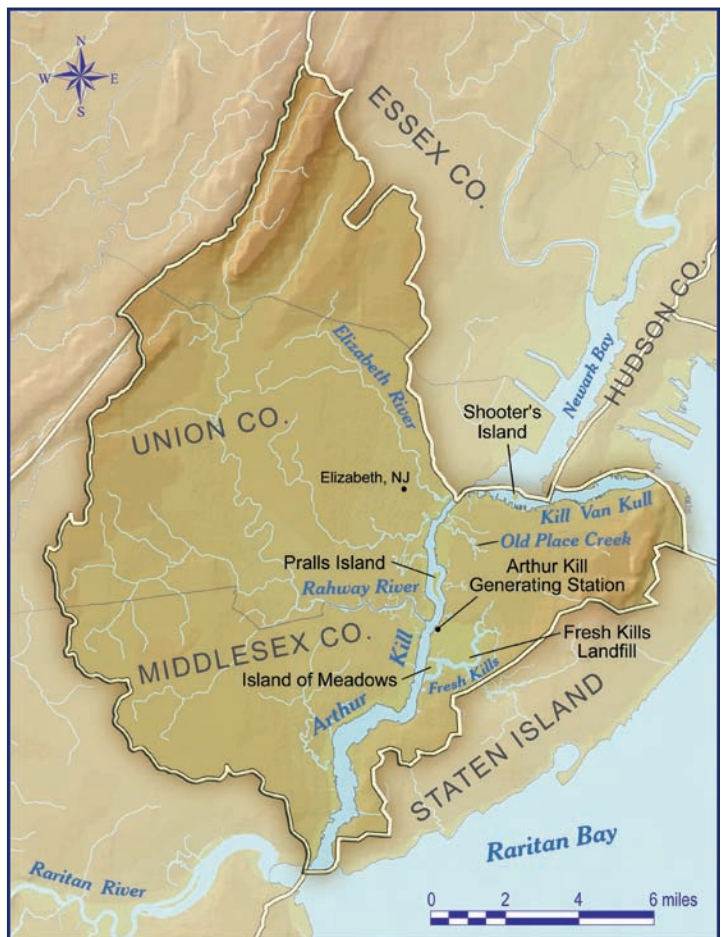 N
W E
S
ESSEX CO.
HUDSON CO.
Newark Bay
Elizabeth River
Shooter's
Island
UNION CO.
Elizabeth, NJ
Kill Van Kull
Old Place Creek
Pralls Island
Arthur Kill
Generating Station
Rahway River
Fresh Kills
Landfill
MIDDLESEX CO.
Island of Meadows
Fresh Kills
Arthur Kill
STATEN ISLAND
Raritan Bay
Raritan River
0 2 4 6 miles